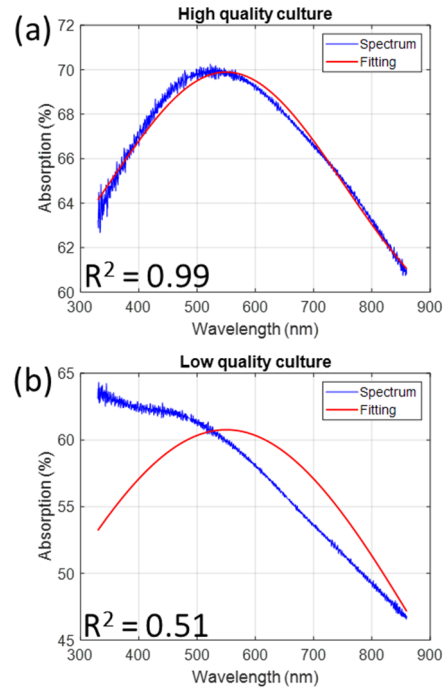 (a)
High quality culture
72
70
68
66
64
62
60
Absorption (%)
Spectrum
Fitting
R² = 0.99
300 400 500 600 700 800 900
Wavelength (nm)
(b)
Low quality culture
65
60
55
50
45
Absorption (%)
Spectrum
Fitting
R² = 0.51
300 400 500 600 700 800 900
Wavelength (nm)